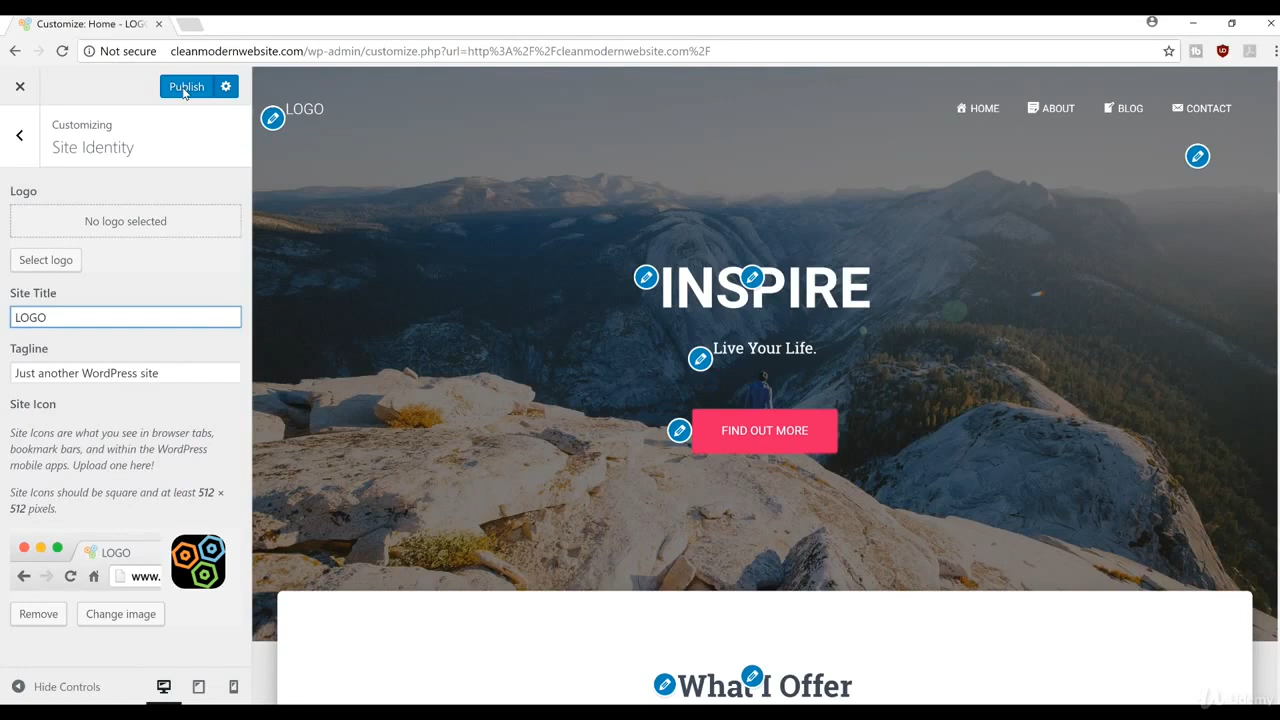 Customize: Home - LOG
Not secure
cleanmodernwebsite.com/wp-admin/customize.php?url=http%3A%2F%2Fcleanmodernwebsite.com%2F
Publish
Customizing
Site Identity
Logo
No logo selected
Select logo
Site Title
LOGO
Tagline
Just another WordPress site
Site Icon
Site Icons are what you see in browser tabs,
bookmark bars, and within the WordPress
mobile apps. Upload one here!
Site Icons should be square and at least 512 ×
512 pixels.
LOGO
www.
Remove
Change image
Hide Controls
LOGO
HOME
ABOUT
BLOG
CONTACT
INSPIRE
Live Your Life.
FIND OUT MORE
What I Offer
Udemy